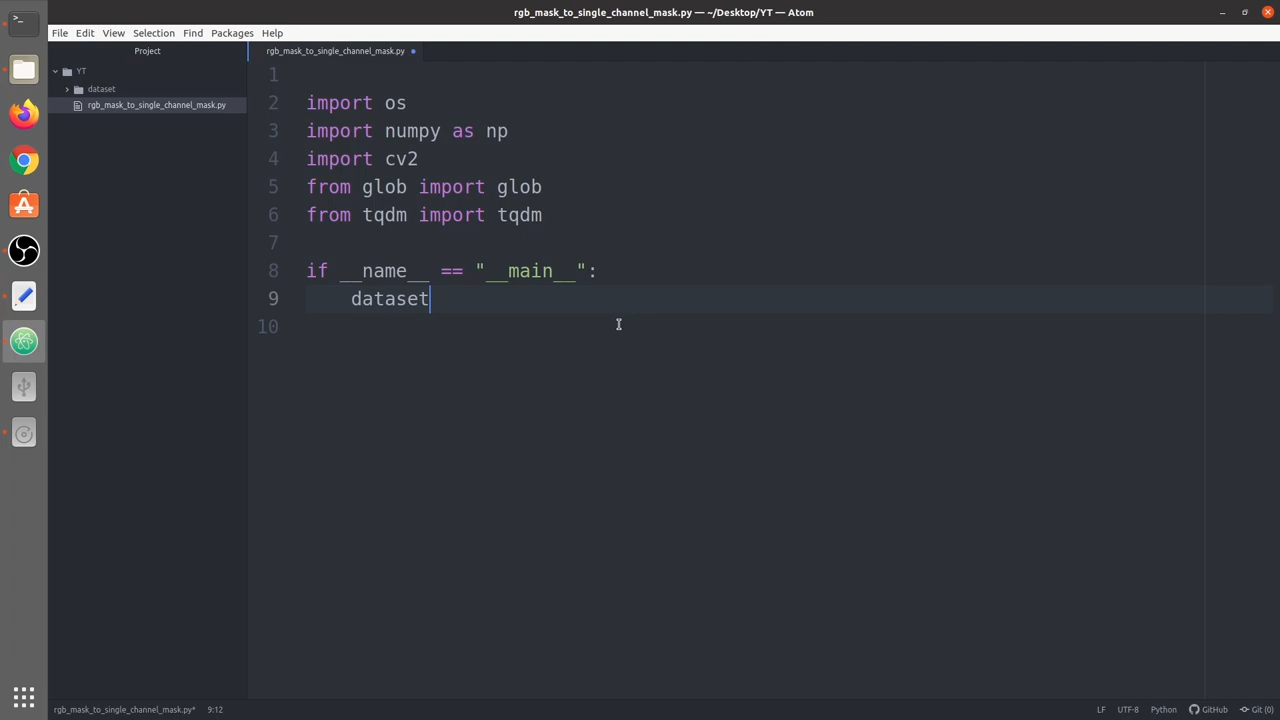 rgb_mask_to_single_channel_mask.py — ~/Desktop/YT — Atom
File Edit View Selection Find Packages Help
Project
rgb_mask_to_single_channel_mask.py
YT
dataset
rgb_mask_to_single_channel_mask.py
1
2 import os
3 import numpy as np
4 import cv2
5 from glob import glob
6 from tqdm import tqdm
7
8 if __name__ == "__main__":
9 dataset
10
rgb_mask_to_single_channel_mask.py* 9:12 LF UTF-8 Python GitHub Git (0)